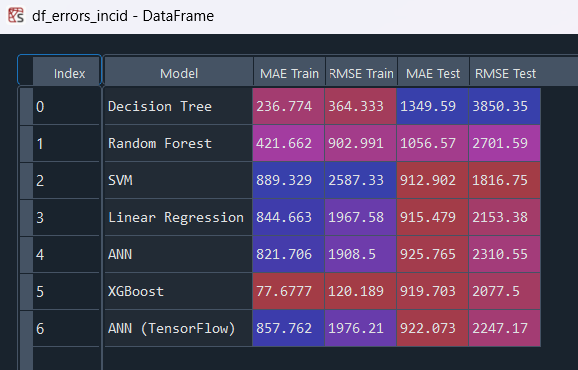 df_errors_incid - DataFrame
Index Model MAE Train RMSE Train MAE Test RMSE Test
0 Decision Tree 236.774 364.333 1349.59 3850.35
1 Random Forest 421.662 902.991 1056.57 2701.59
2 SVM 889.329 2587.33 912.902 1816.75
3 Linear Regression 844.663 1967.58 915.479 2153.38
4 ANN 821.706 1908.5 925.765 2310.55
5 XGBoost 77.6777 120.189 919.703 2077.5
6 ANN (TensorFlow) 857.762 1976.21 922.073 2247.17